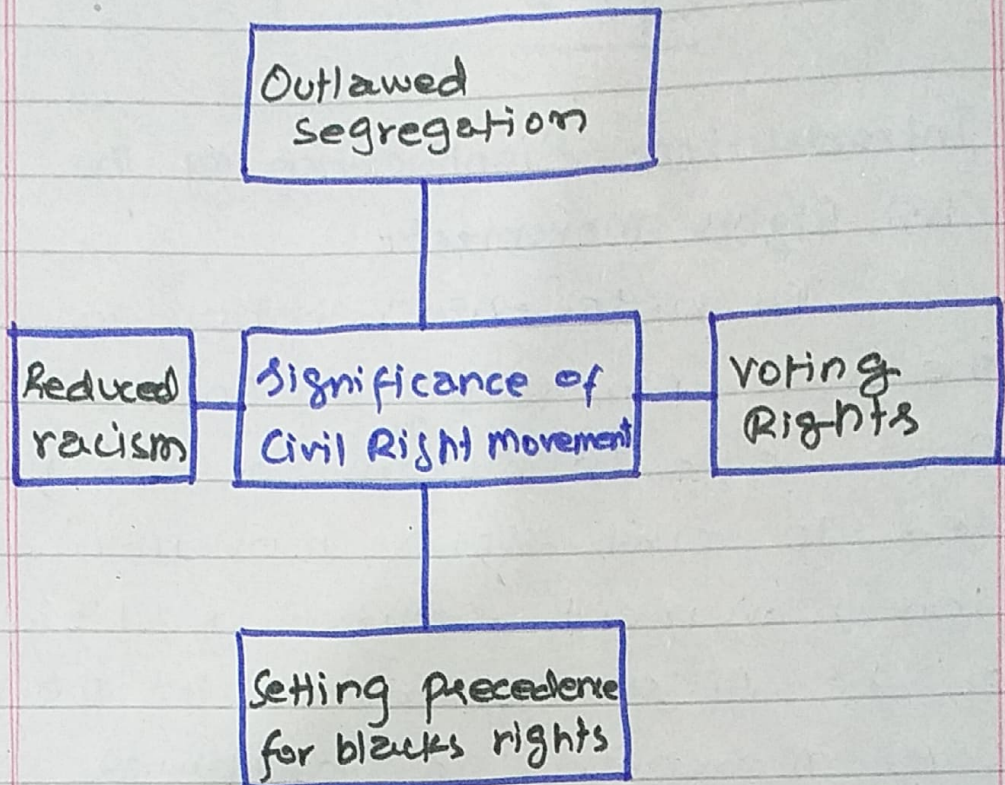 Outlawed
segregation
Reduced
racism
Significance of
Civil Right Movement
Voting
Rights
Setting precedence
for blacks rights